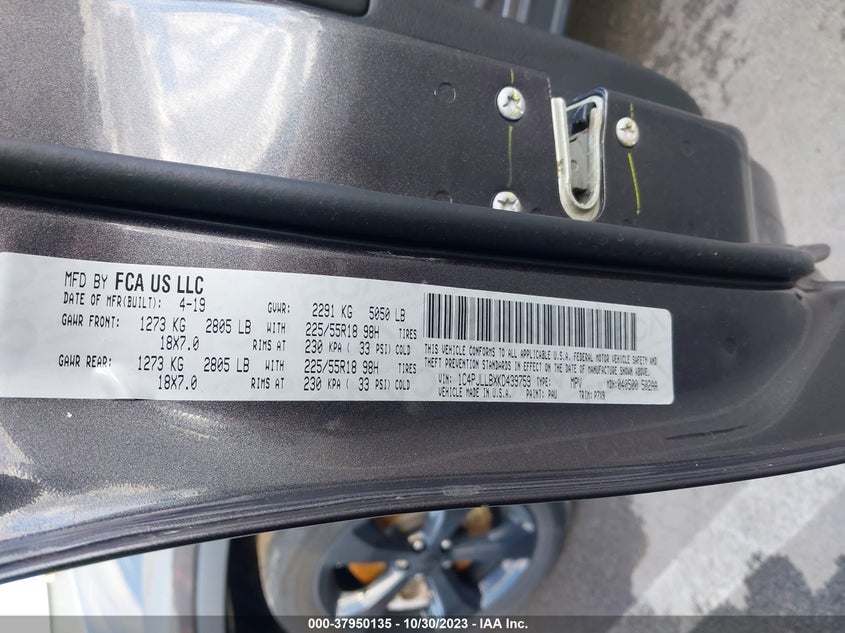 MFD BY FCA US LLC
DATE OF MFR(BUILT): 4-19 GVWR: 2291 KG 5050 LB
GAWR FRONT: 1273 KG 2805 LB WITH 225/55R18 98H TIRES
18X7.0 RIMS AT 230 KPA ( 33 PSI) COLD
GAWR REAR: 1273 KG 2805 LB WITH 225/55R18 98H TIRES
18X7.0 RIMS AT 230 KPA ( 33 PSI) COLD
THIS VEHICLE CONFORMS TO ALL APPLICABLE U.S.A. FEDERAL MOTOR VEHICLE SAFETY AND
THEFT PREVENTION STANDARDS IN EFFECT ON THE DATE OF MANUFACTURE SHOWN ABOVE.
VIN: 1C4PJLLBXKD439759 TYPE: MPV MDH: 040500 502AA
VEHICLE MADE IN U.S.A. PAINT: PAU TRIM: P7X9
000-37950135 - 10/30/2023 - IAA Inc.